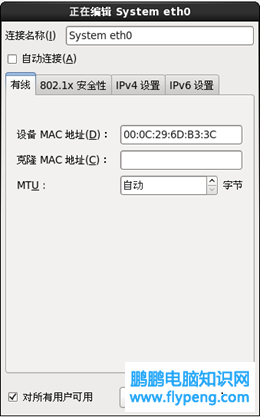 正在编辑 System eth0
连接名称(I) System eth0
自动连接(A)
有线 802.1x 安全性 IPv4 设置 IPv6 设置
设备 MAC 地址(D)： 00:0C:29:6D:B3:3C
克隆 MAC 地址(C)：
MTU： 自动 字节
对所有用户可用
鹏鹏电脑知识网
www.flypeng.com